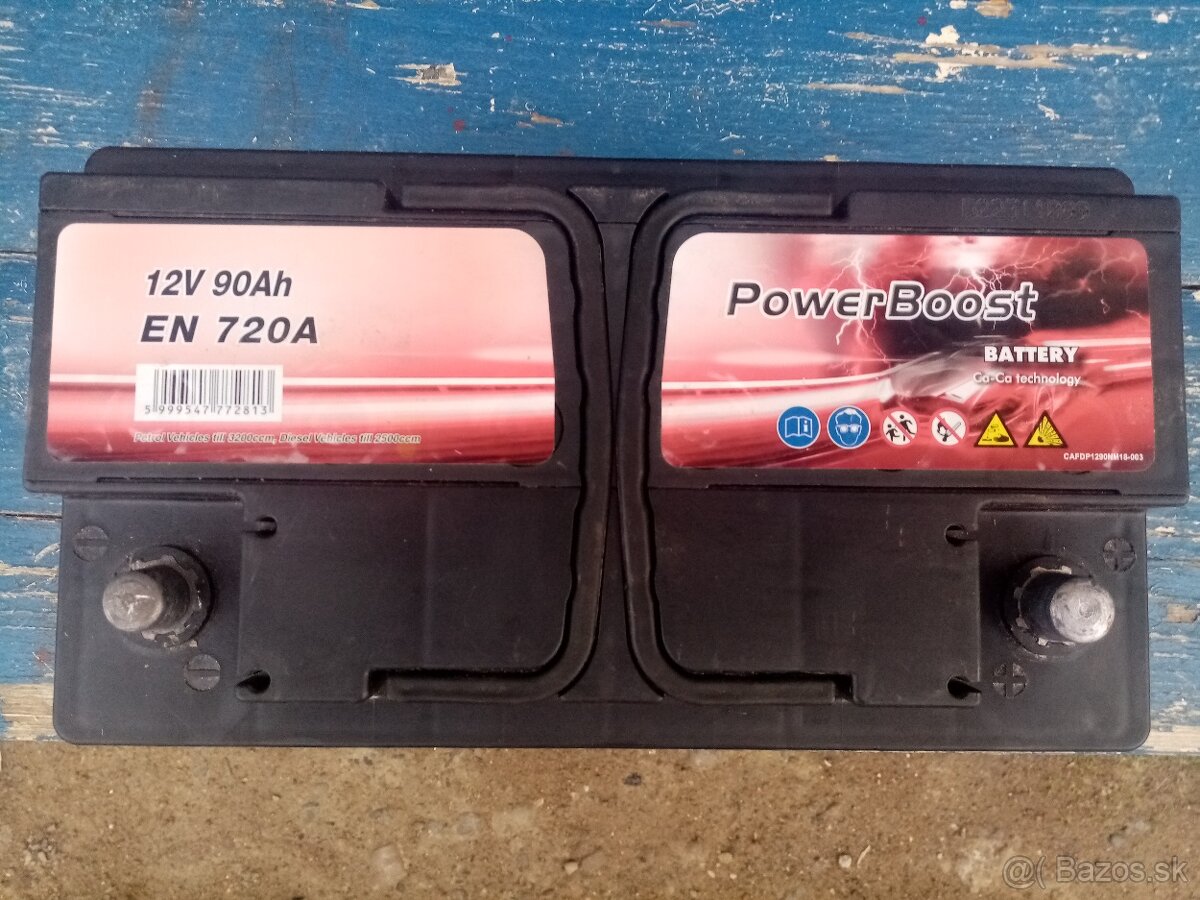 12V 90Ah
EN 720A
5 999547 772813
Petrol Vehicles till 3200ccm, Diesel Vehicles till 2500ccm
PowerBoost
BATTERY
Ca-Ca technology
CAFDP1290NM18-003
@( Bazos.sk